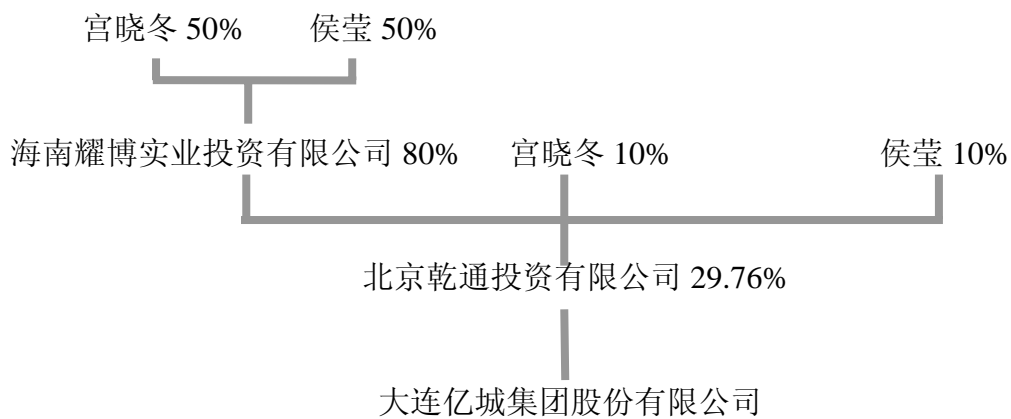 宫晓冬 50% 侯莹 50%
海南耀博实业投资有限公司 80% 宫晓冬 10% 侯莹 10%
北京乾通投资有限公司 29.76%
大连亿城集团股份有限公司